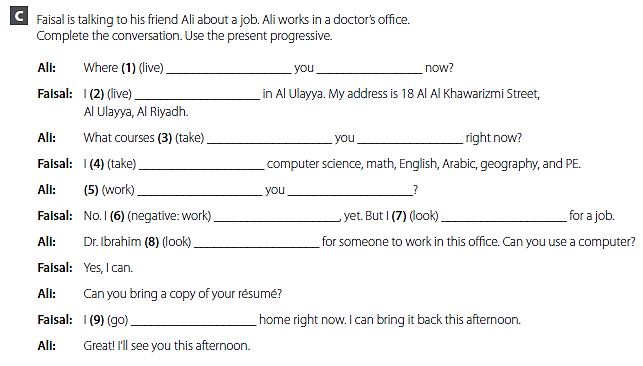 C Faisal is talking to his friend Ali about a job. Ali works in a doctor's office.
Complete the conversation. Use the present progressive.
Ali: Where (1) (live) ____________________ you _________________ now?
Faisal: I (2) (live) ____________________ in Al Ulayya. My address is 18 Al Al Khawarizmi Street,
Al Ulayya, Al Riyadh.
Ali: What courses (3) (take) ____________________ you _________________ right now?
Faisal: I (4) (take) ____________________ computer science, math, English, Arabic, geography, and PE.
Ali: (5) (work) ____________________ you ____________________?
Faisal: No. I (6) (negative: work) ____________________, yet. But I (7) (look) ____________________ for a job.
Ali: Dr. Ibrahim (8) (look) ____________________ for someone to work in this office. Can you use a computer?
Faisal: Yes, I can.
Ali: Can you bring a copy of your résumé?
Faisal: I (9) (go) ____________________ home right now. I can bring it back this afternoon.
Ali: Great! I'll see you this afternoon.